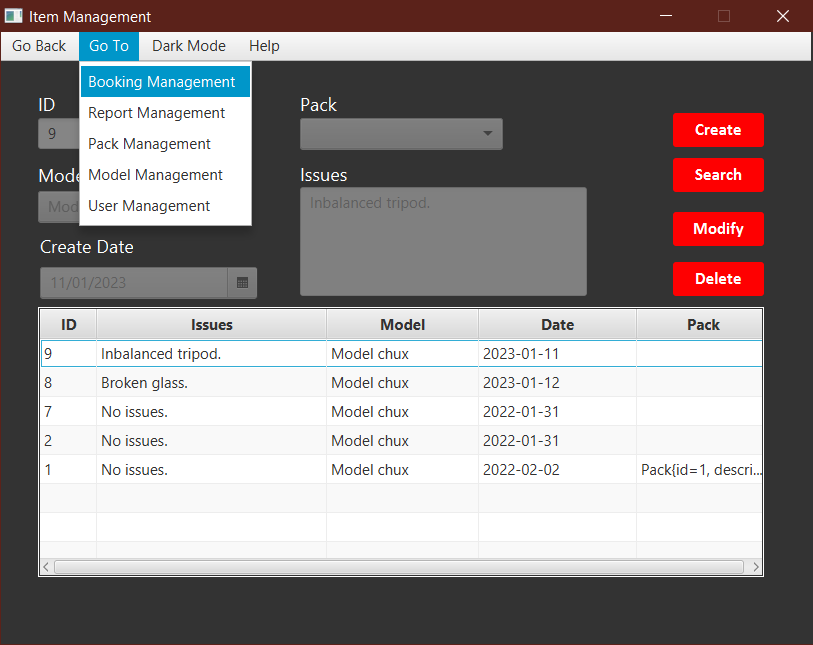 Item Management
Go Back Go To Dark Mode Help
Booking Management
Report Management
Pack Management
Model Management
User Management
ID
9
Mode
Mod
Create Date
11/01/2023
Pack
Issues
Inbalanced tripod.
Create
Search
Modify
Delete
ID Issues Model Date Pack
9 Inbalanced tripod. Model chux 2023-01-11
8 Broken glass. Model chux 2023-01-12
7 No issues. Model chux 2022-01-31
2 No issues. Model chux 2022-01-31
1 No issues. Model chux 2022-02-02 Pack{id=1, descri...